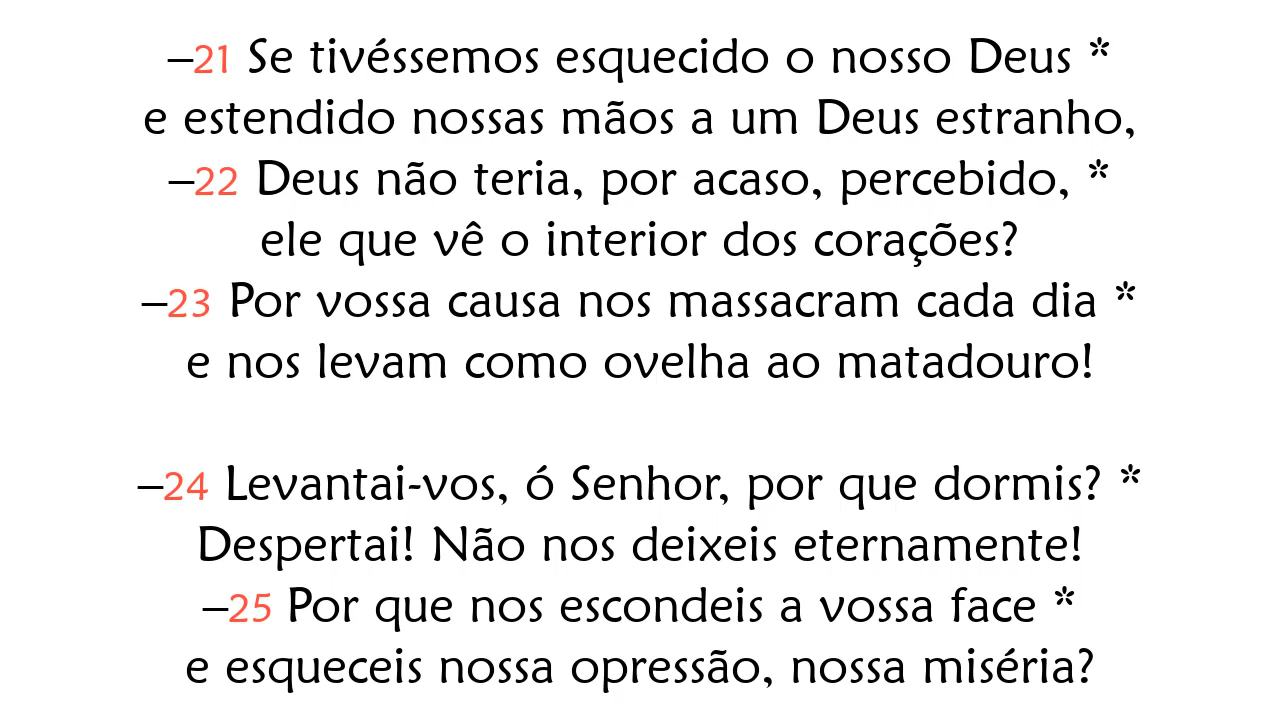 –21 Se tivéssemos esquecido o nosso Deus *
e estendido nossas mãos a um Deus estranho,
–22 Deus não teria, por acaso, percebido, *
ele que vê o interior dos corações?
–23 Por vossa causa nos massacram cada dia *
e nos levam como ovelha ao matadouro!
–24 Levantai-vos, ó Senhor, por que dormis? *
Despertai! Não nos deixeis eternamente!
–25 Por que nos escondeis a vossa face *
e esqueceis nossa opressão, nossa miséria?